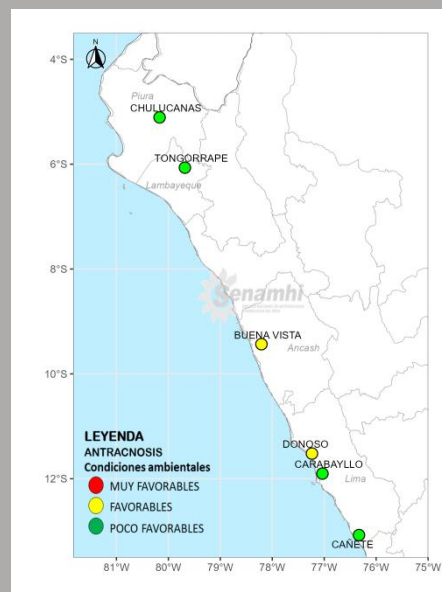 N
Piura
CHULUCANAS
TONGORRAPE
Lambayeque
Senamhi
BUENA VISTA
Ancash
DONOSO
CARABAYLLO
Lima
CAÑETE
6°S
8°S
10°S
12°S
LEYENDA
ANTRACNOSIS
Condiciones ambientales
MUY FAVORABLES
FAVORABLES
POCO FAVORABLES
81°W 80°W 79°W 78°W 77°W 76°W 75°W